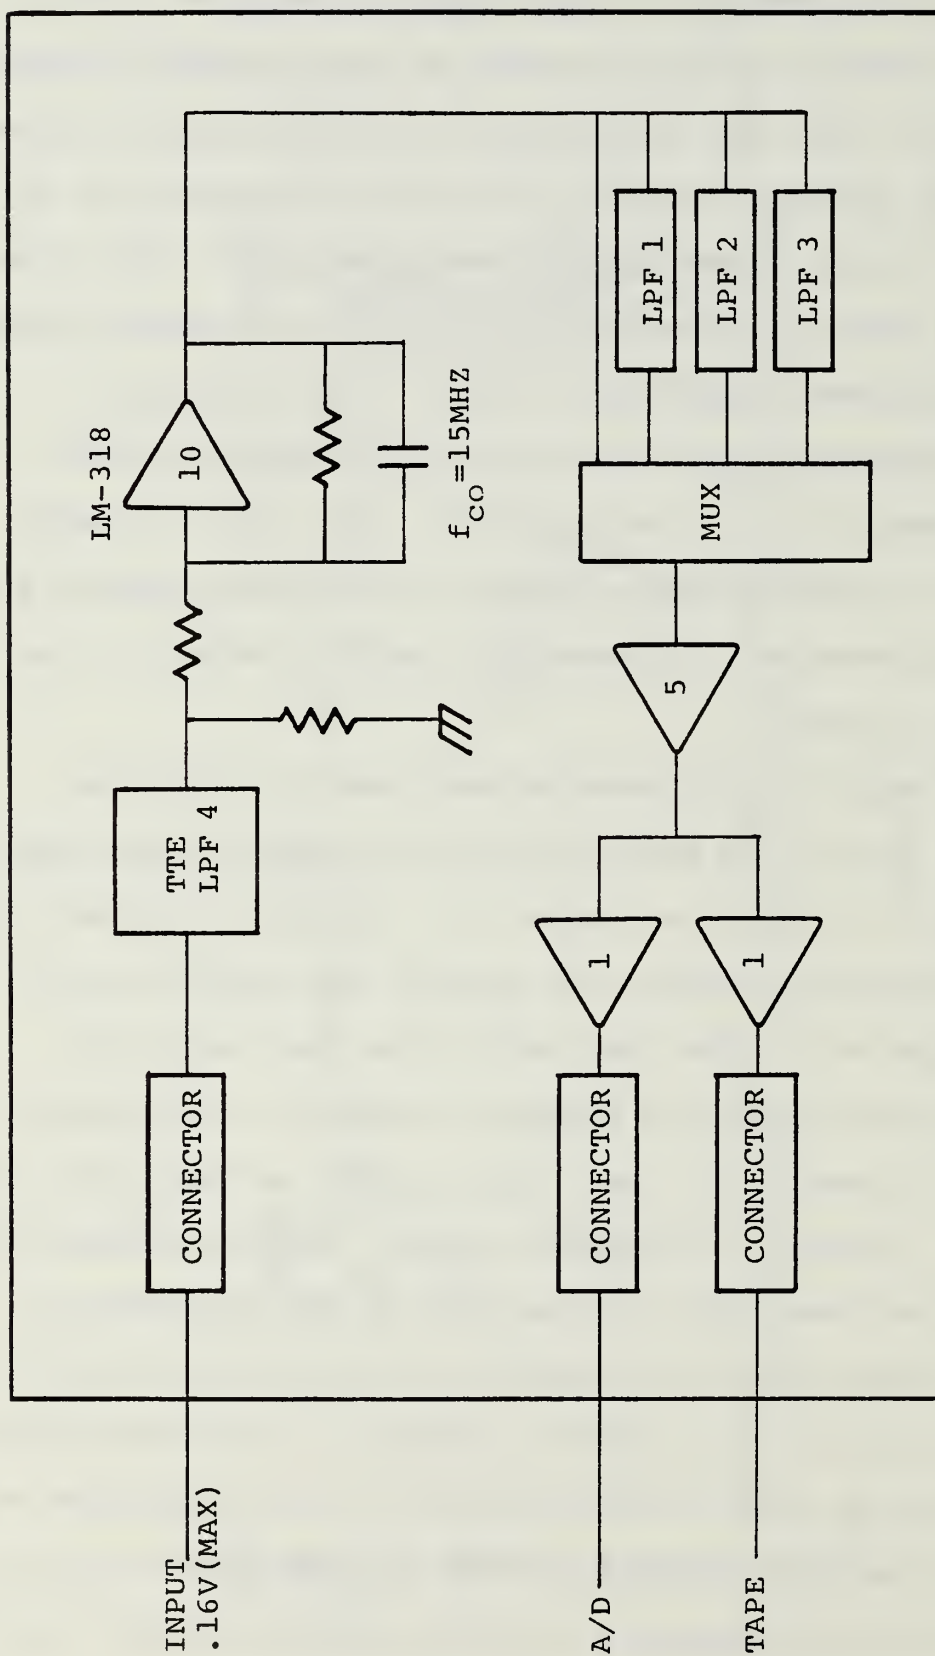 INPUT
.16V(MAX)
CONNECTOR
TTE
LPF 4
LM-318
10
f_CO=15MHZ
A/D
CONNECTOR
1
5
MUX
LPF 1
LPF 2
LPF 3
TAPE
CONNECTOR
1